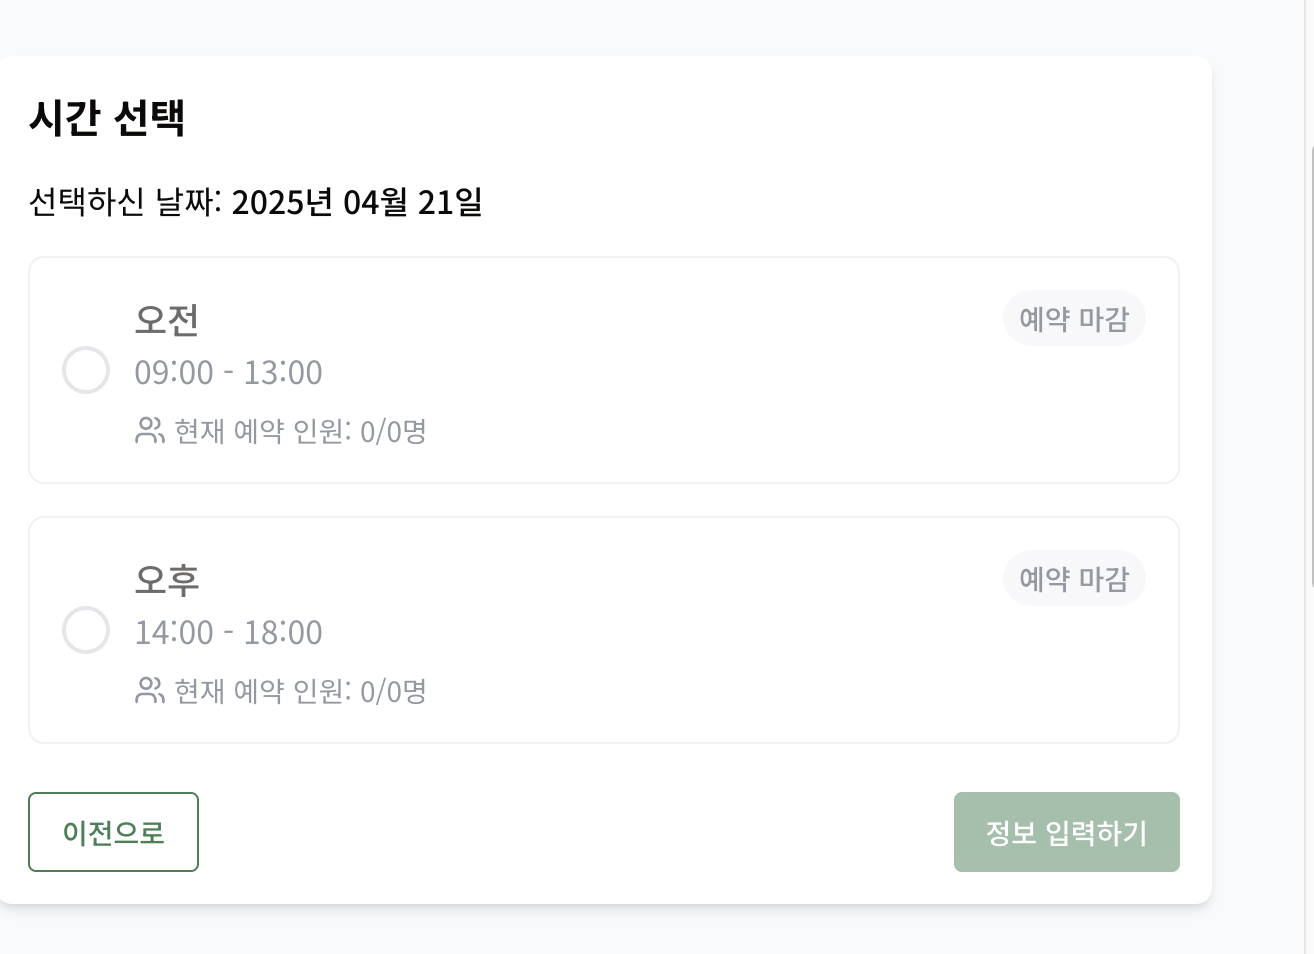 시간 선택
선택하신 날짜: 2025년 04월 21일
오전
예약 마감
09:00 - 13:00
현재 예약 인원: 0/0명
오후
예약 마감
14:00 - 18:00
현재 예약 인원: 0/0명
이전으로
정보 입력하기